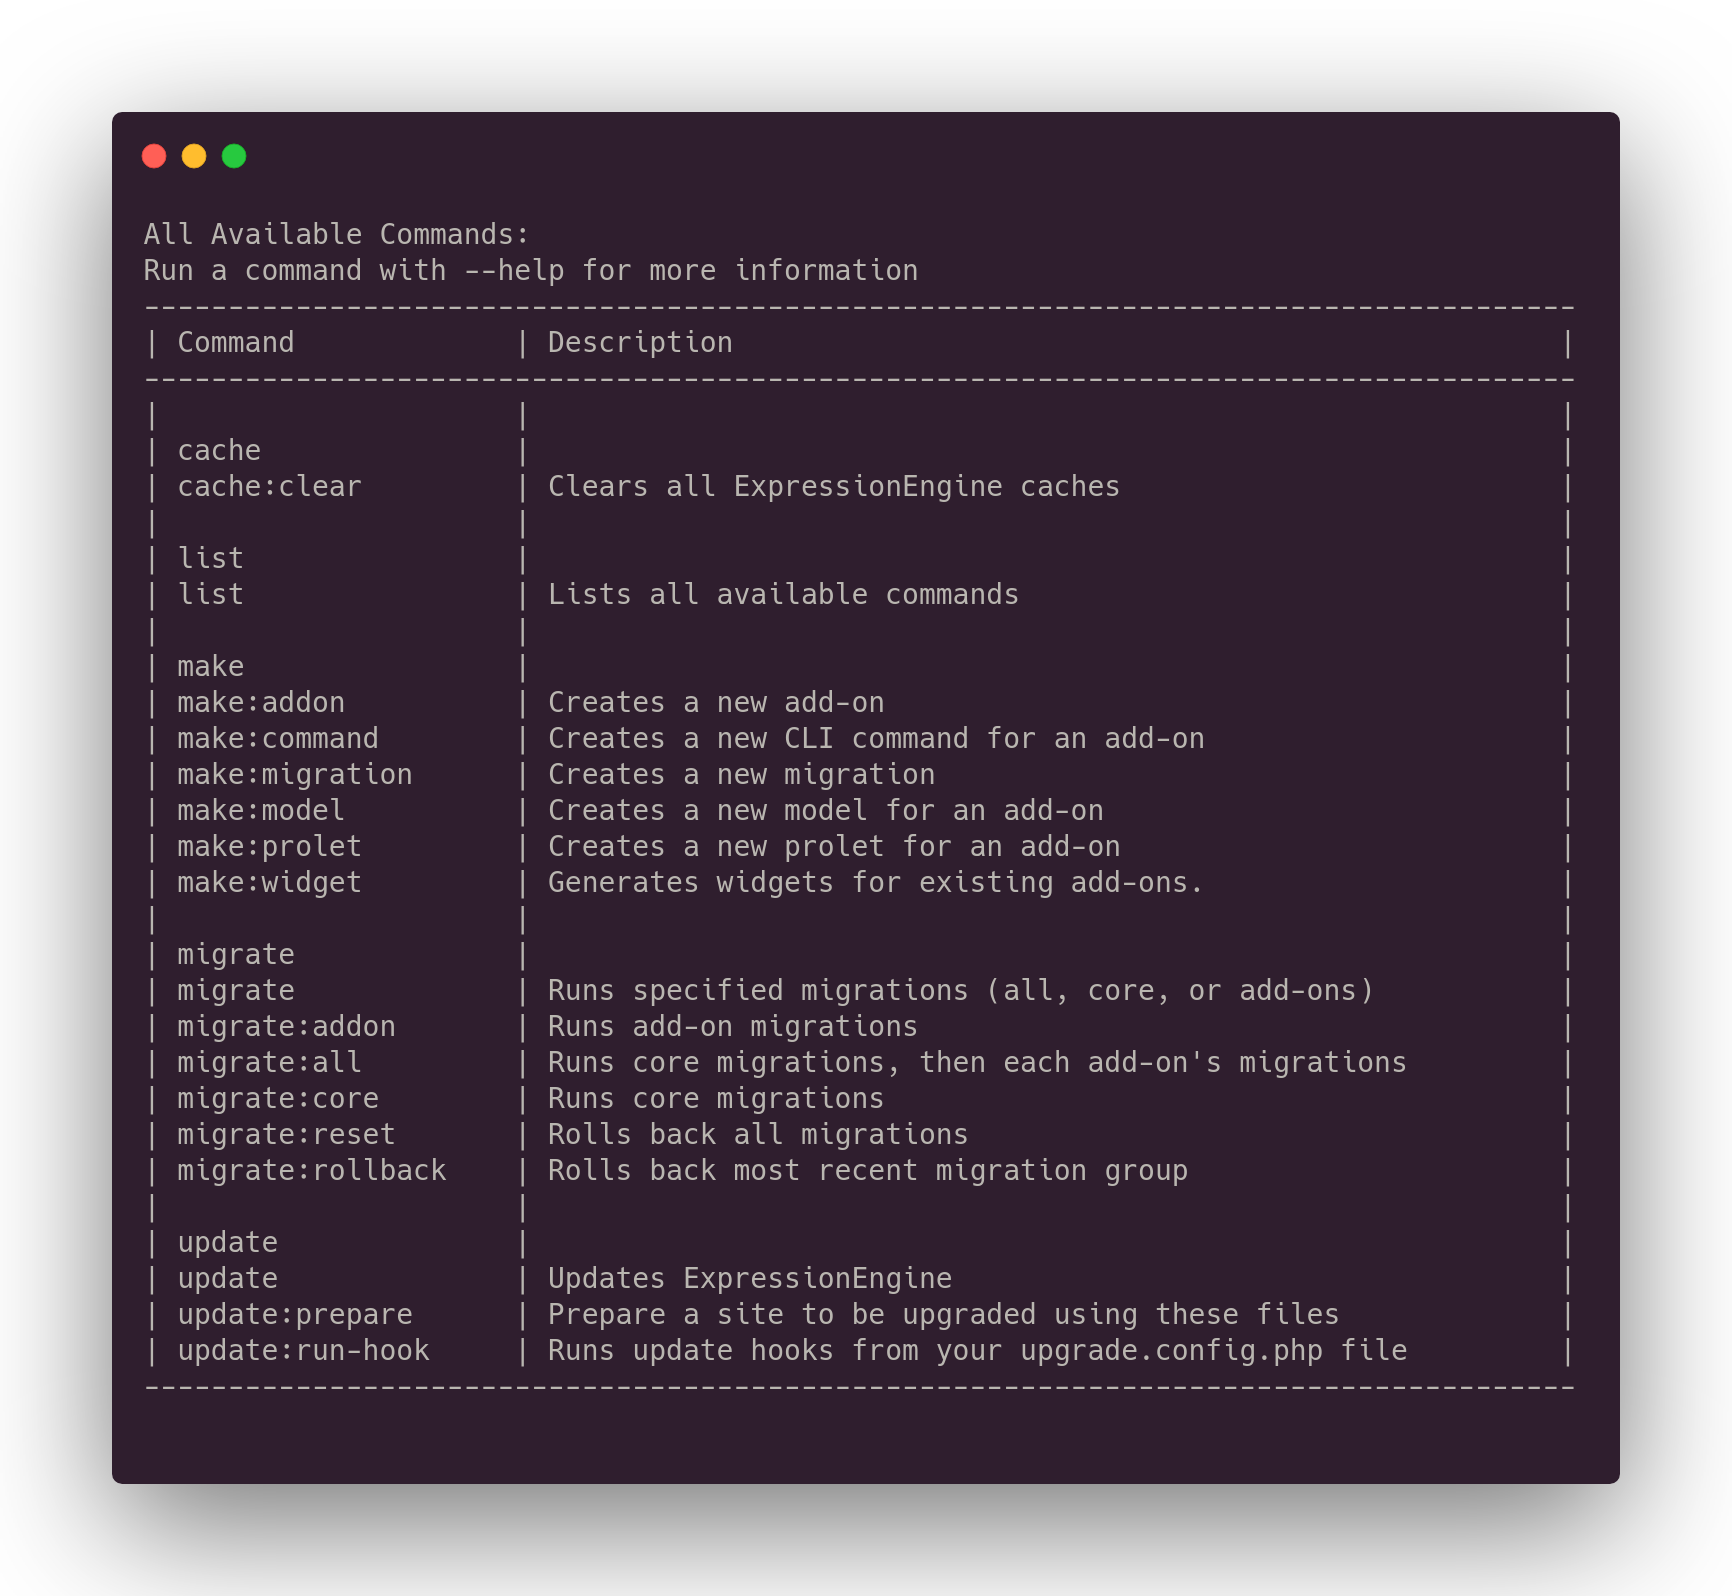 All Available Commands:
Run a command with --help for more information
-------------------------------------------------------------------------------------
| Command             | Description                                                 |
-------------------------------------------------------------------------------------
|                     |                                                             |
| cache               |                                                             |
| cache:clear         | Clears all ExpressionEngine caches                          |
|                     |                                                             |
| list                |                                                             |
| list                | Lists all available commands                                |
|                     |                                                             |
| make                |                                                             |
| make:addon          | Creates a new add-on                                        |
| make:command        | Creates a new CLI command for an add-on                     |
| make:migration      | Creates a new migration                                     |
| make:model          | Creates a new model for an add-on                           |
| make:prolet         | Creates a new prolet for an add-on                          |
| make:widget         | Generates widgets for existing add-ons.                     |
|                     |                                                             |
| migrate             |                                                             |
| migrate             | Runs specified migrations (all, core, or add-ons)           |
| migrate:addon       | Runs add-on migrations                                      |
| migrate:all         | Runs core migrations, then each add-on's migrations         |
| migrate:core        | Runs core migrations                                        |
| migrate:reset       | Rolls back all migrations                                   |
| migrate:rollback    | Rolls back most recent migration group                      |
|                     |                                                             |
| update              |                                                             |
| update              | Updates ExpressionEngine                                    |
| update:prepare      | Prepare a site to be upgraded using these files             |
| update:run-hook     | Runs update hooks from your upgrade.config.php file         |
-------------------------------------------------------------------------------------